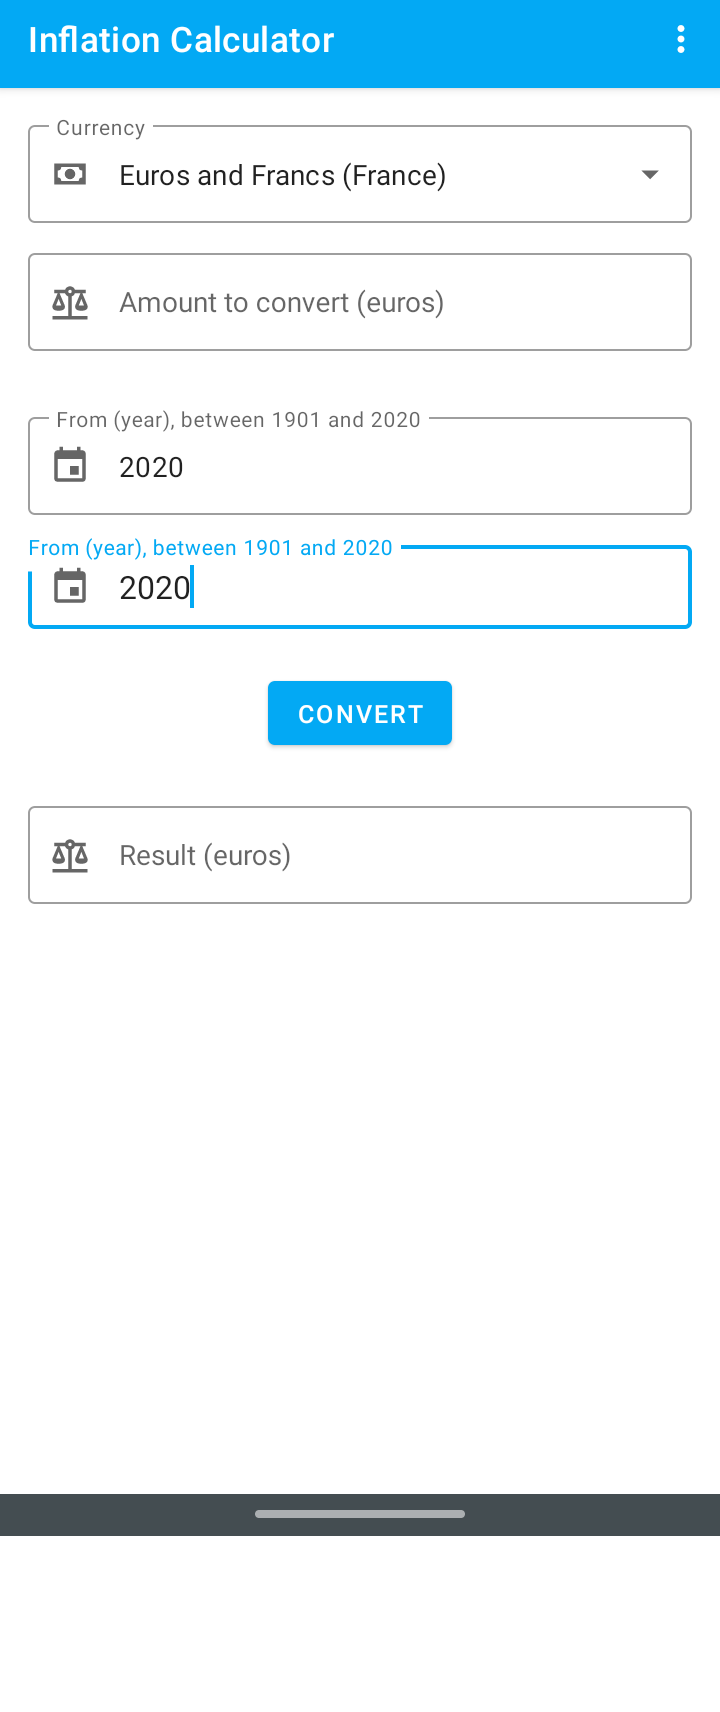 Inflation Calculator
Currency
Euros and Francs (France)
Amount to convert (euros)
From (year), between 1901 and 2020
2020
From (year), between 1901 and 2020
2020
CONVERT
Result (euros)